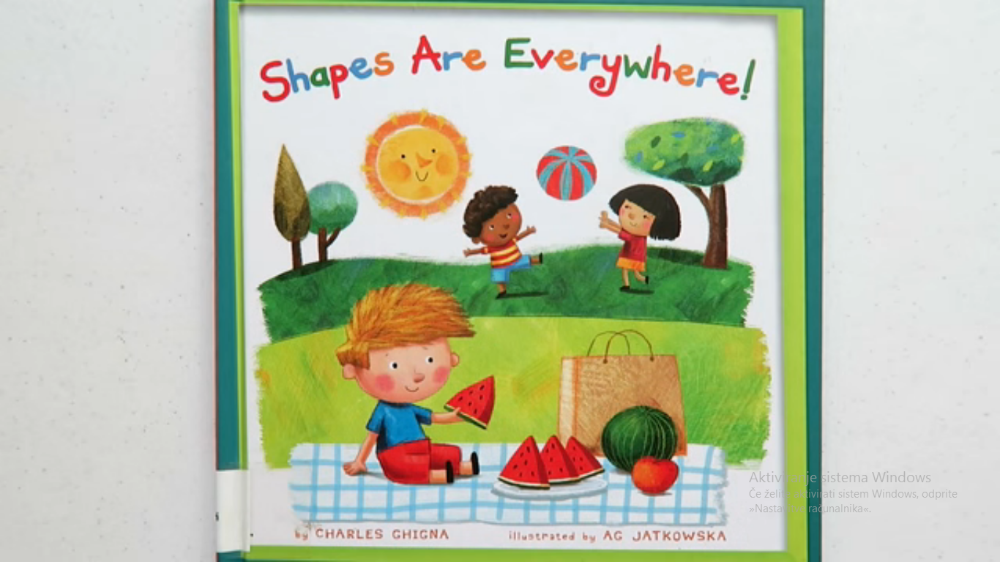 Shapes Are Everywhere!
by CHARLES GHIGNA
illustrated by AG JATKOWSKA
Aktiviranje sistema Windows
Če želite aktivirati sistem Windows, odprite
»Nastavitve računalnika«.